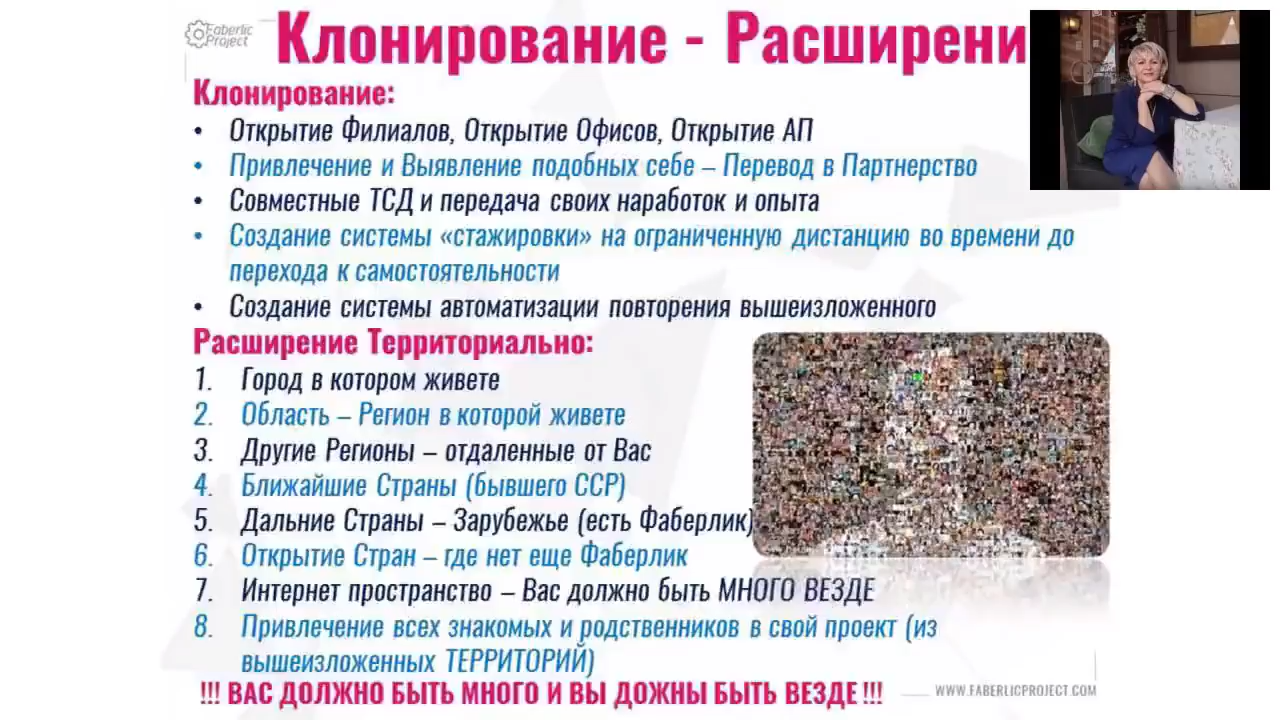 Faberlic
Project
Клонирование - Расширени
Клонирование:
• Открытие Филиалов, Открытие Офисов, Открытие АП
• Привлечение и Выявление подобных себе – Перевод в Партнерство
• Совместные ТСД и передача своих наработок и опыта
• Создание системы «стажировки» на ограниченную дистанцию во времени до
перехода к самостоятельности
• Создание системы автоматизации повторения вышеизложенного
Расширение Территориально:
1. Город в котором живете
2. Область – Регион в которой живете
3. Другие Регионы – отдаленные от Вас
4. Ближайшие Страны (бывшего ССР)
5. Дальние Страны – Зарубежье (есть Фаберлик)
6. Открытие Стран – где нет еще Фаберлик
7. Интернет пространство – Вас должно быть МНОГО ВЕЗДЕ
8. Привлечение всех знакомых и родственников в свой проект (из
вышеизложенных ТЕРРИТОРИЙ)
!!! ВАС ДОЛЖНО БЫТЬ МНОГО И ВЫ ДОЖНЫ БЫТЬ ВЕЗДЕ !!!
WWW.FABERLICPROJECT.COM